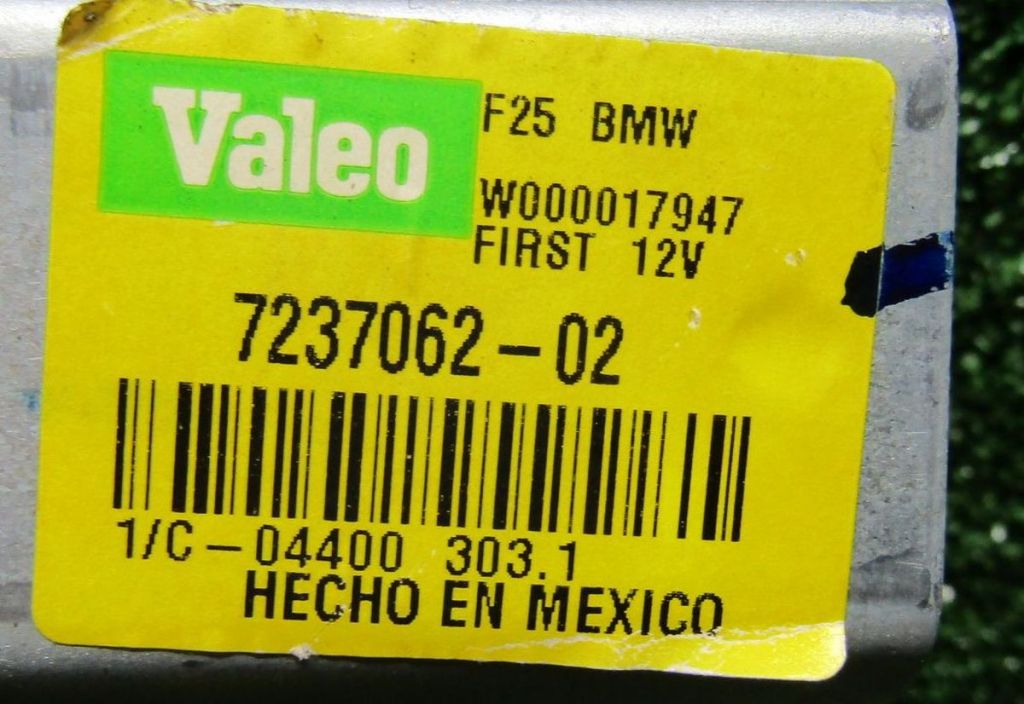 Valeo
F25 BMW
W000017947
FIRST 12V
7237062-02
1/C-04400 303.1
HECHO EN MEXICO